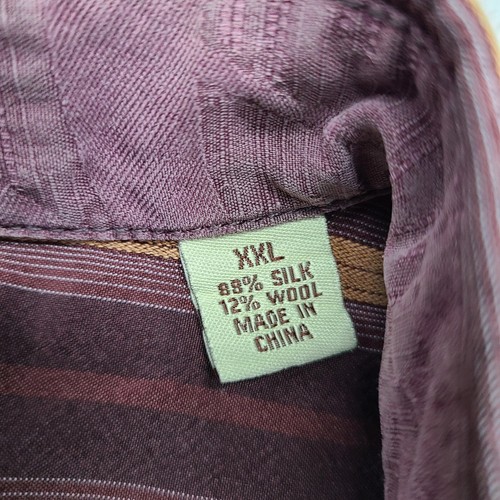 XXL
88% SILK
12% WOOL
MADE IN
CHINA